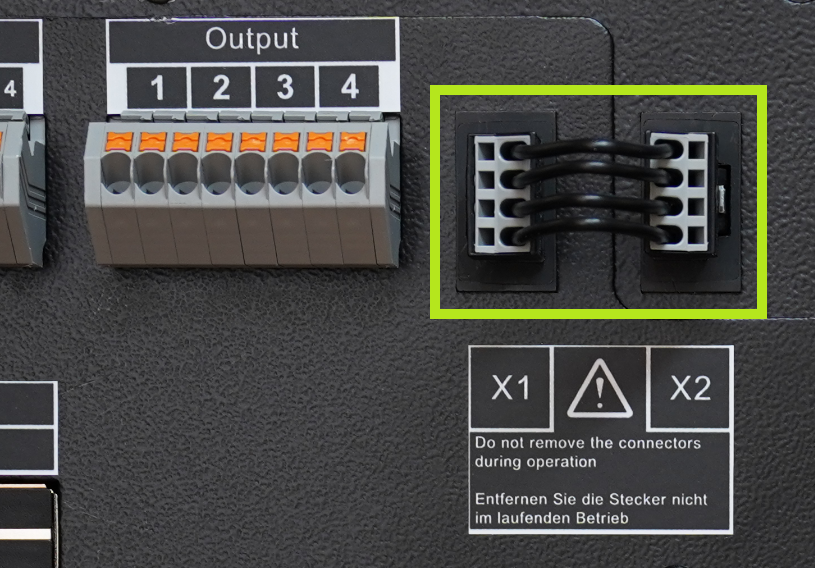 Output
4
1 2 3 4
X1 X2
Do not remove the connectors
during operation
Entfernen Sie die Stecker nicht
im laufenden Betrieb